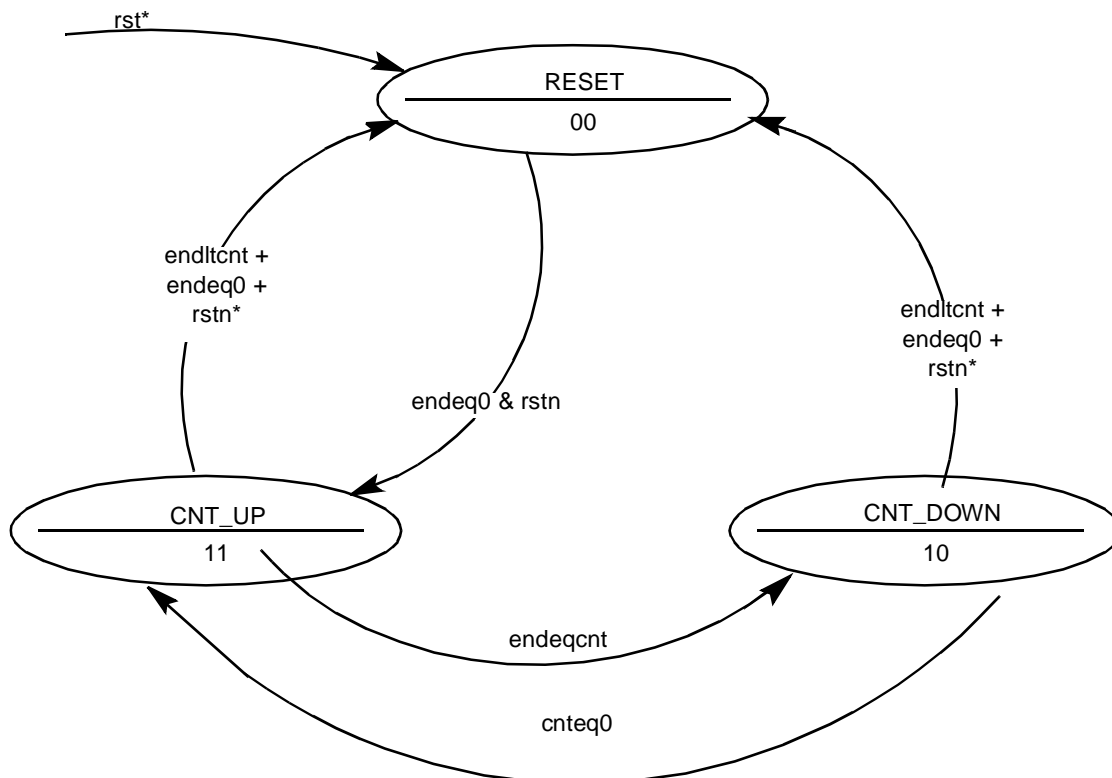 rst*
RESET
00
endltcnt +
endeq0 +
rstn*
endltcnt +
endeq0 +
rstn*
endeq0 & rstn
CNT_UP
11
CNT_DOWN
10
endeqcnt
cnteq0